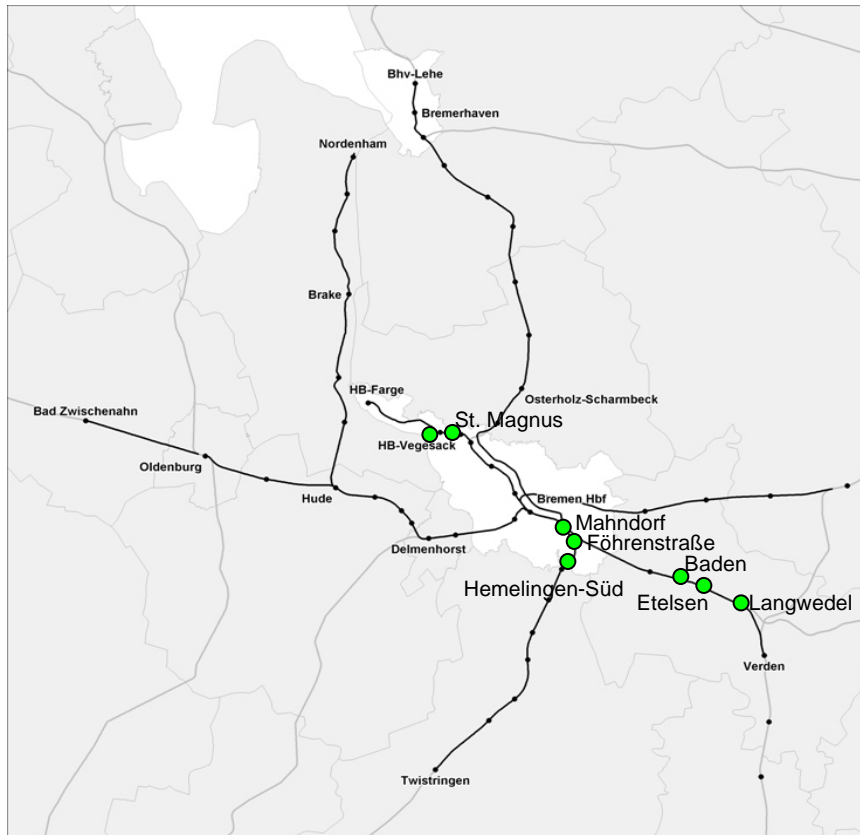 Bhv-Lehe
Bremerhaven
Nordenham
Brake
HB-Farge
Osterholz-Scharmbeck
Bad Zwischenahn
St. Magnus
HB-Vegesack
Oldenburg
Hude
Bremen Hbf
Mahndorf
Föhrenstraße
Delmenhorst
Baden
Hemelingen-Süd
Etelsen
Langwedel
Verden
Twistringen